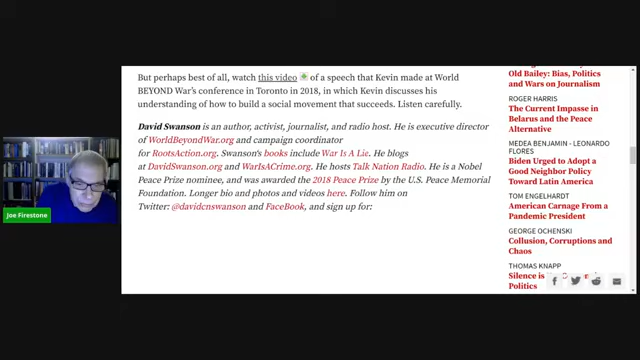 But perhaps best of all, watch this video of a speech that Kevin made at World
BEYOND War's conference in Toronto in 2018, in which Kevin discusses his
understanding of how to build a social movement that succeeds. Listen carefully.
David Swanson is an author, activist, journalist, and radio host. He is executive director
of WorldBeyondWar.org and campaign coordinator
for RootsAction.org. Swanson's books include War Is A Lie. He blogs
at DavidSwanson.org and WarIsACrime.org. He hosts Talk Nation Radio. He is a Nobel
Peace Prize nominee, and was awarded the 2018 Peace Prize by the U.S. Peace Memorial
Foundation. Longer bio and photos and videos here. Follow him on
Twitter: @davidcnswanson and FaceBook, and sign up for:
Old Bailey: Bias, Politics
and Wars on Journalism
ROGER HARRIS
The Current Impasse in
Belarus and the Peace
Alternative
MEDEA BENJAMIN - LEONARDO
FLORES
Biden Urged to Adopt a
Good Neighbor Policy
Toward Latin America
TOM ENGELHARDT
American Carnage From a
Pandemic President
GEORGE OCHENSKI
Collusion, Corruptions and
Chaos
THOMAS KNAPP
Silence is
Politics
Joe Firestone